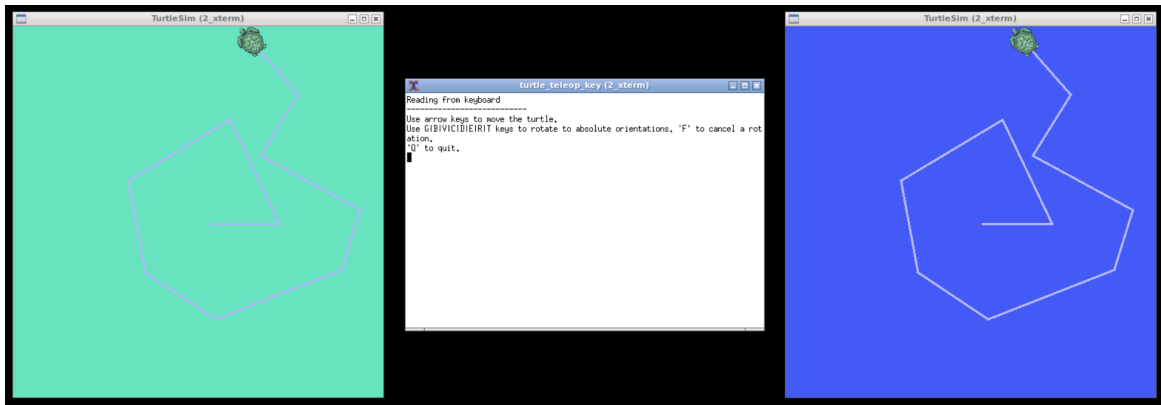 TurtleSim (2_xterm)
turtle_teleop_key (2_xterm)
Reading from keyboard
---------------------------
Use arrow keys to move the turtle.
Use G|B|V|C|D|E|R|T keys to rotate to absolute orientations. 'F' to cancel a rot
ation.
'Q' to quit.
TurtleSim (2_xterm)